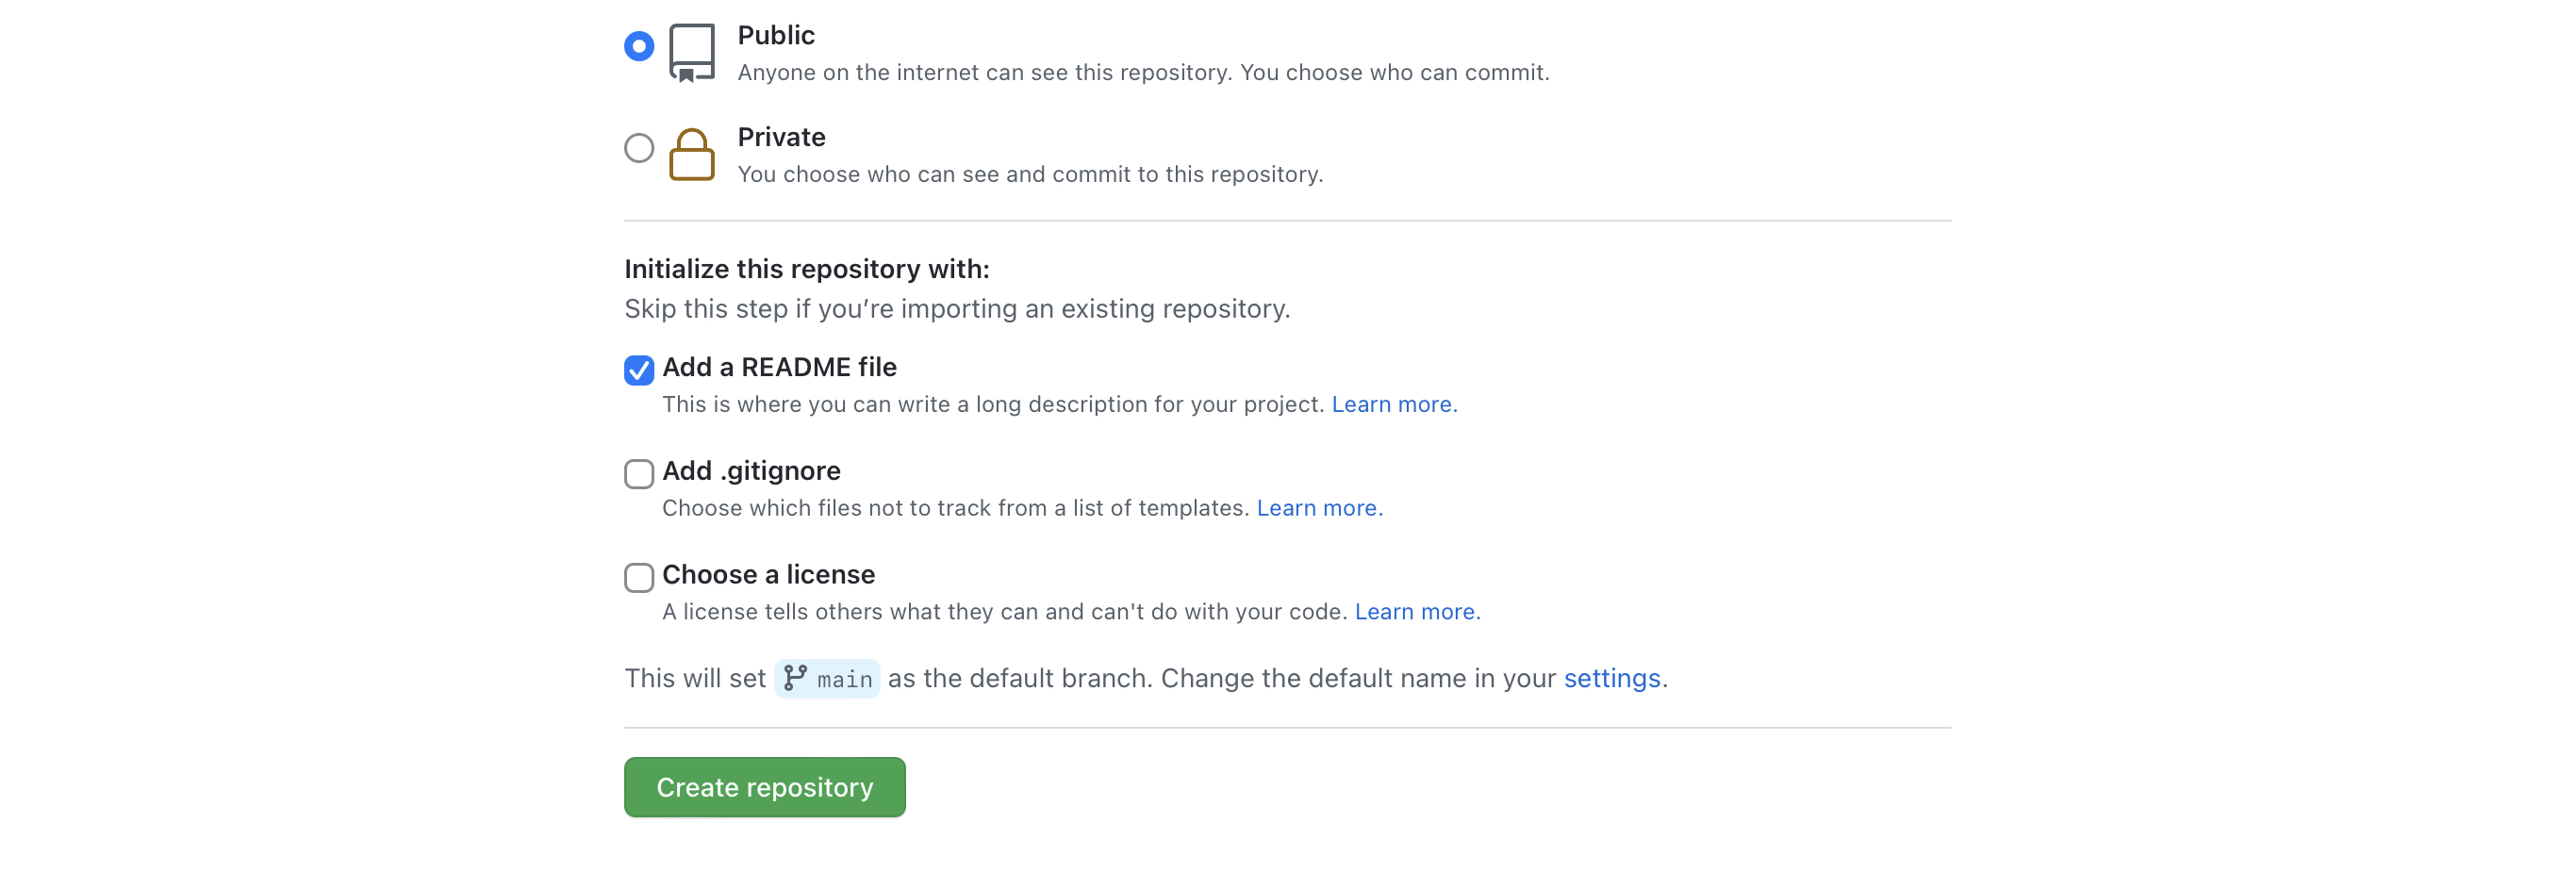 Public
Anyone on the internet can see this repository. You choose who can commit.
Private
You choose who can see and commit to this repository.
Initialize this repository with:
Skip this step if you’re importing an existing repository.
Add a README file
This is where you can write a long description for your project. Learn more.
Add .gitignore
Choose which files not to track from a list of templates. Learn more.
Choose a license
A license tells others what they can and can't do with your code. Learn more.
This will set main as the default branch. Change the default name in your settings.
Create repository